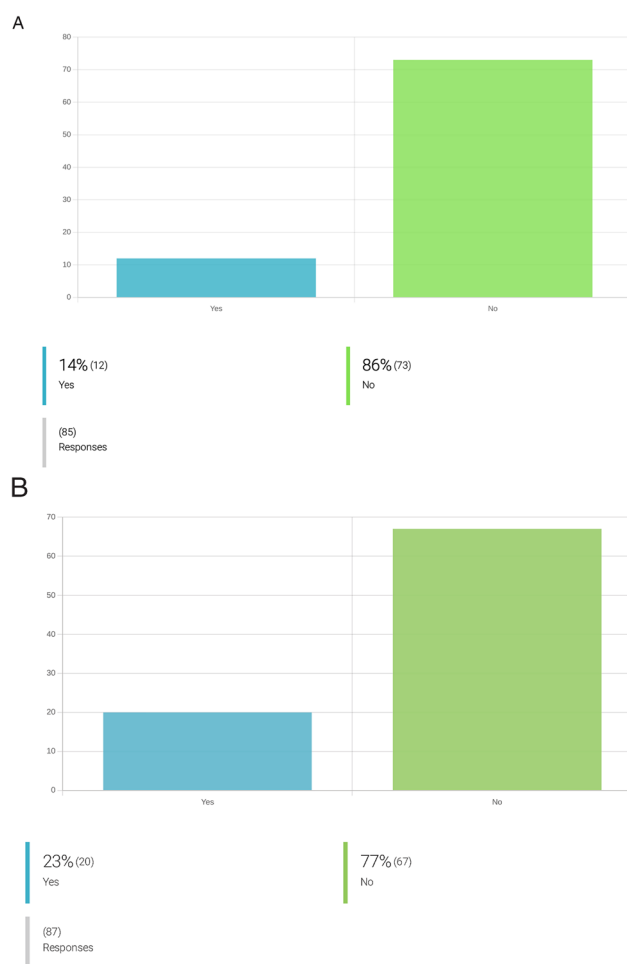 A
80
70
60
50
40
30
20
10
0
Yes No
14% (12) 86% (73)
Yes No
(85)
Responses
B
70
60
50
40
30
20
10
0
Yes No
23% (20) 77% (67)
Yes No
(87)
Responses